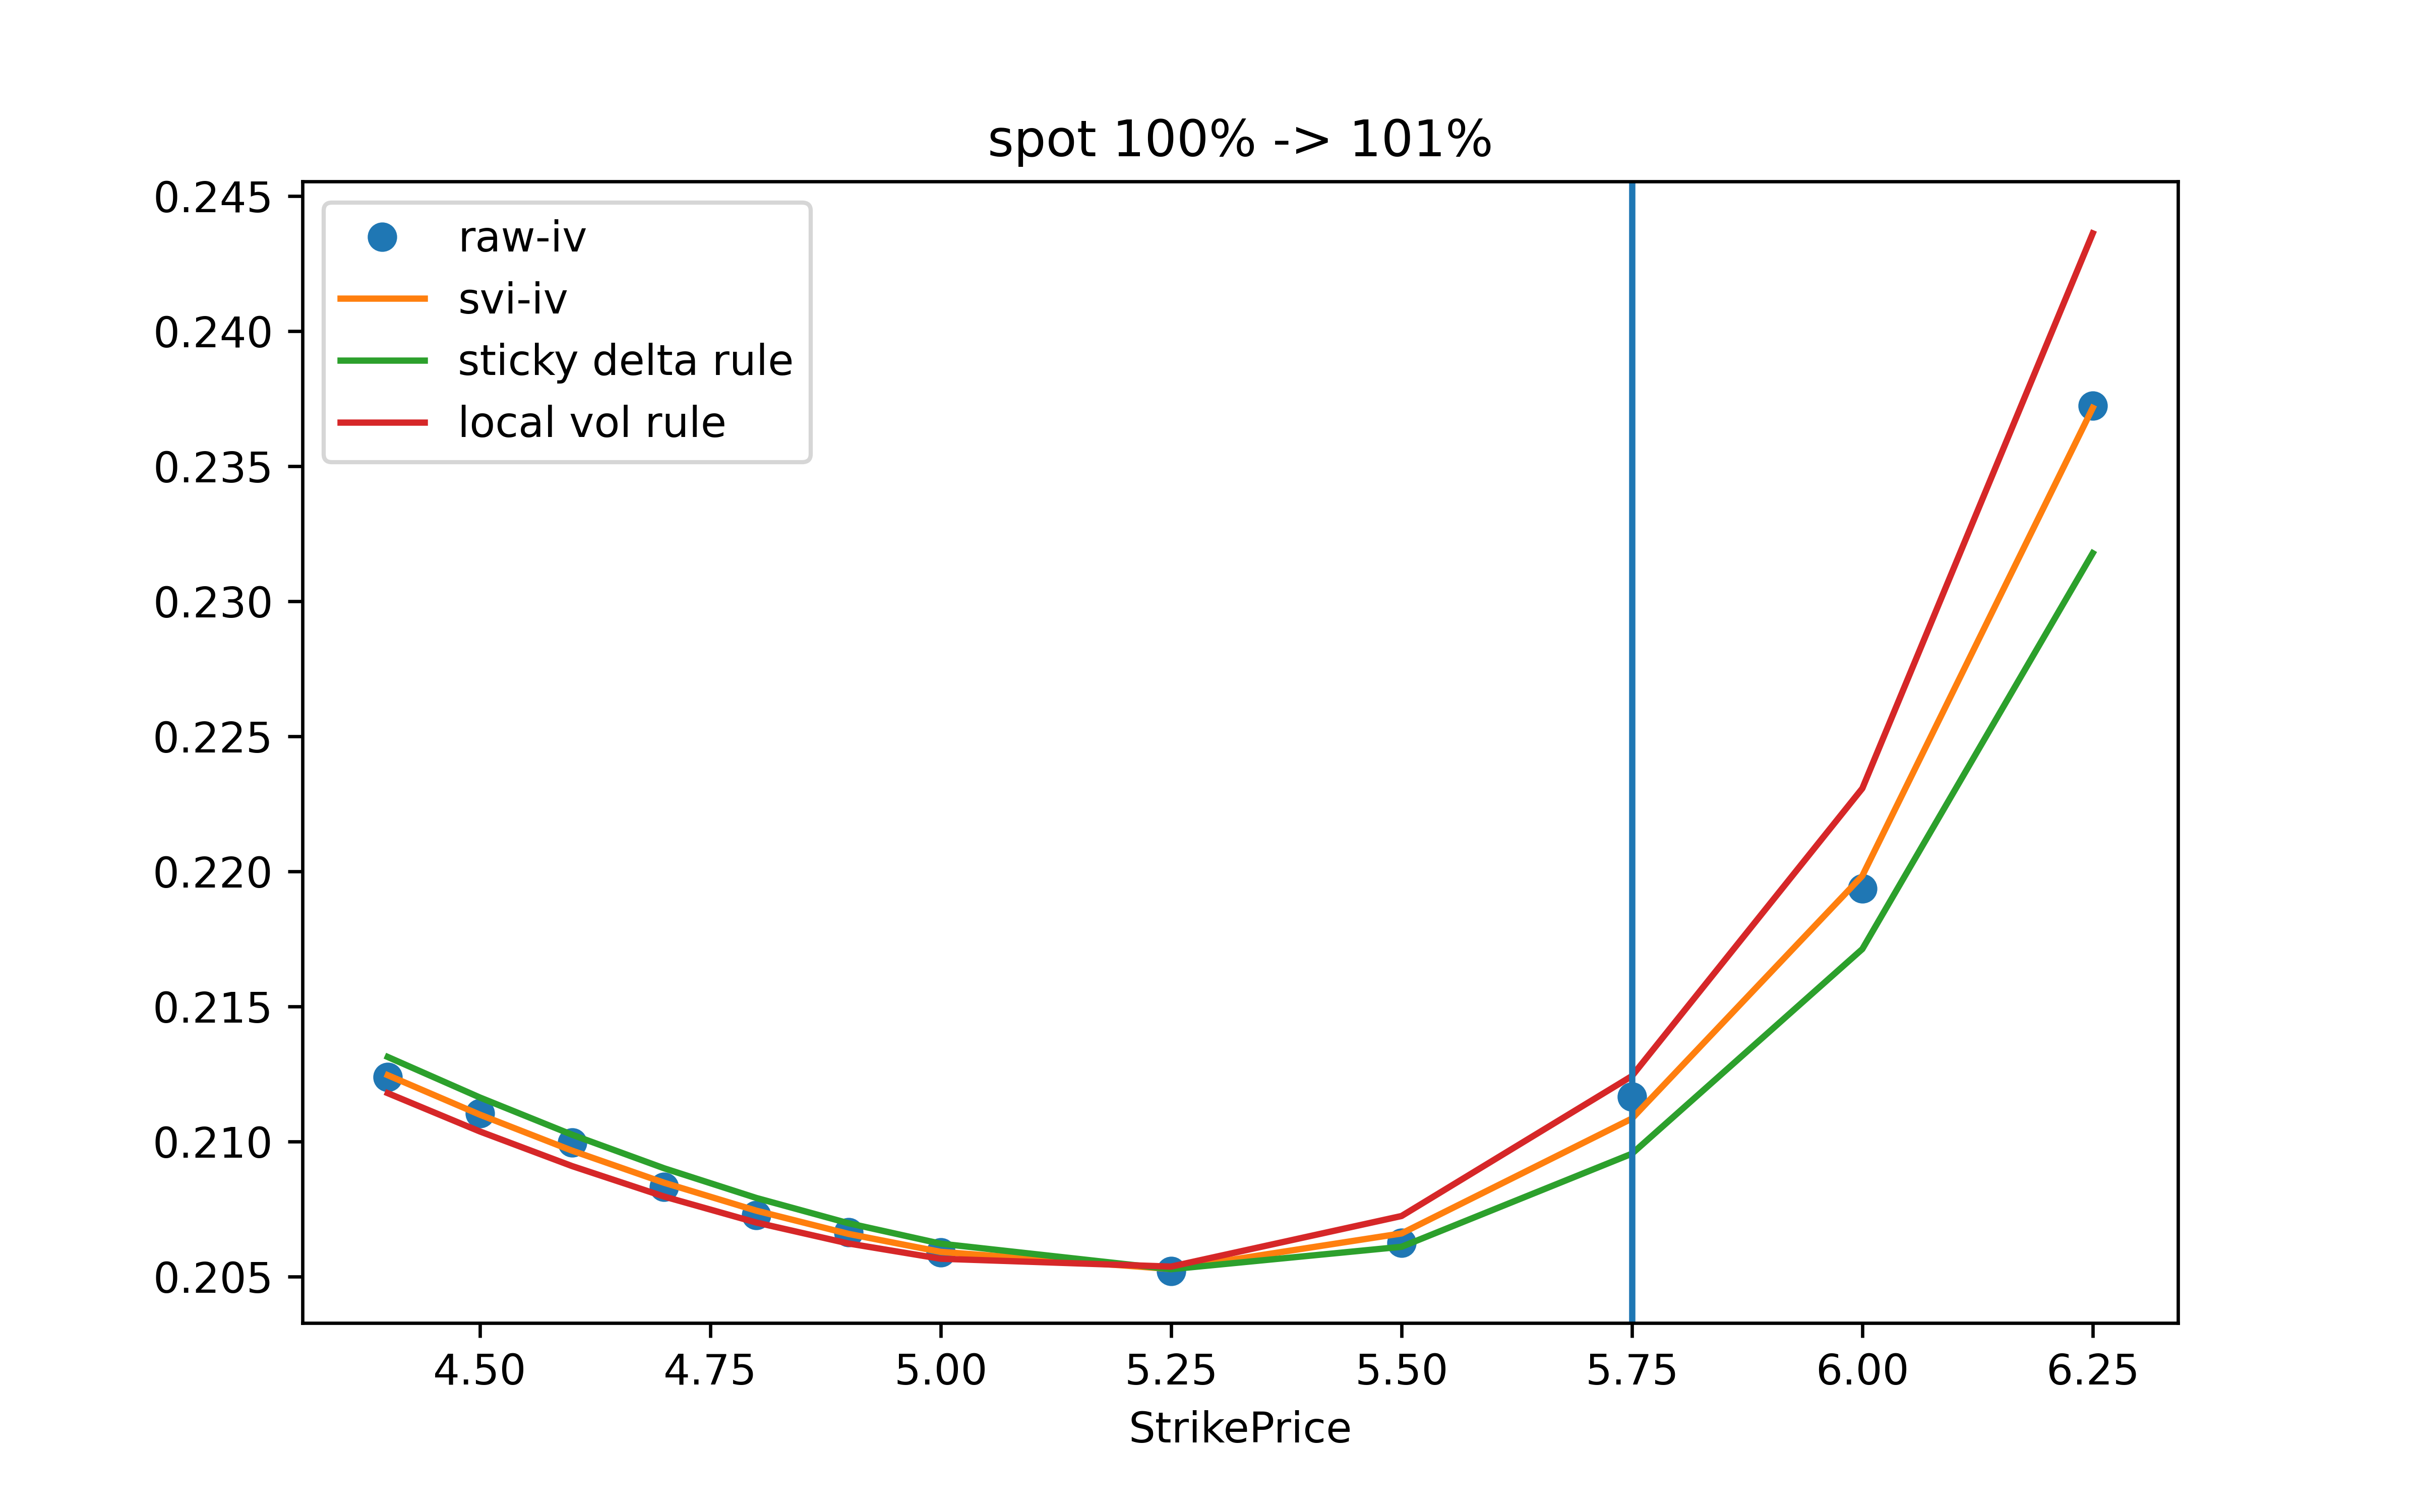 spot 100% -> 101%
raw-iv
svi-iv
sticky delta rule
local vol rule
0.245
0.240
0.235
0.230
0.225
0.220
0.215
0.210
0.205
4.50 4.75 5.00 5.25 5.50 5.75 6.00 6.25
StrikePrice